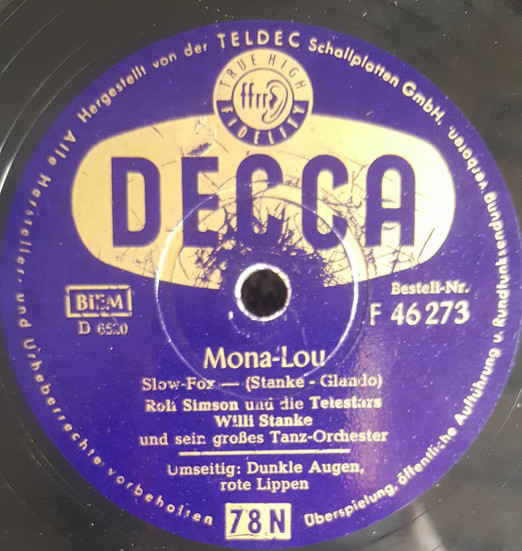 Alle Hersteller- und Urheberrechte vorbehalten
Hergestellt von der TELDEC Schallplatten GmbH.
Überspielung, öffentliche Aufführung u. Rundfunksendung verboten.
TRUE HIGH
ffrr
FIDELITY
DECCA
BIEM
D 6520
Bestell-Nr.
F 46 273
Mona-Lou
Slow-Fox — (Stanke - Glando)
Rolf Simson und die Telestars
Willi Stanke
und sein großes Tanz-Orchester
Umseitig: Dunkle Augen,
rote Lippen
78 N